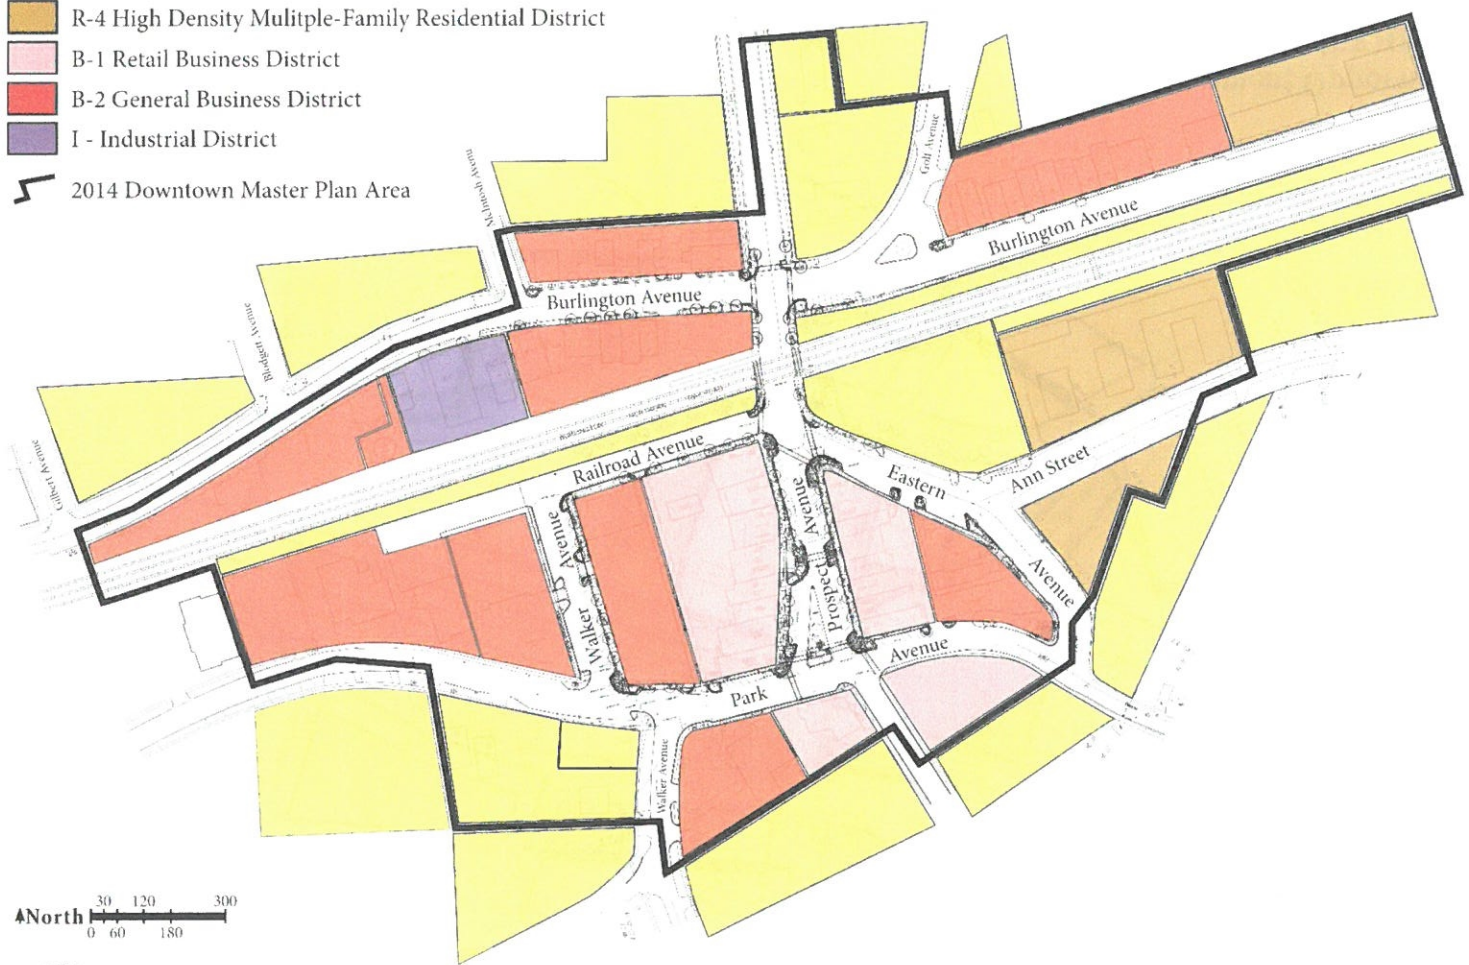 R-4 High Density Mulitple-Family Residential District
B-1 Retail Business District
B-2 General Business District
I - Industrial District
2014 Downtown Master Plan Area
McIntosh Avenue
Golf Avenue
Burlington Avenue
Burlington Avenue
Blodgett Avenue
Gilbert Avenue
Railroad Avenue
Eastern
Ann Street
Avenue
Walker
Avenue
Prospect
Avenue
Avenue
Park
Walker Avenue
North
30 120 300
0 60 180